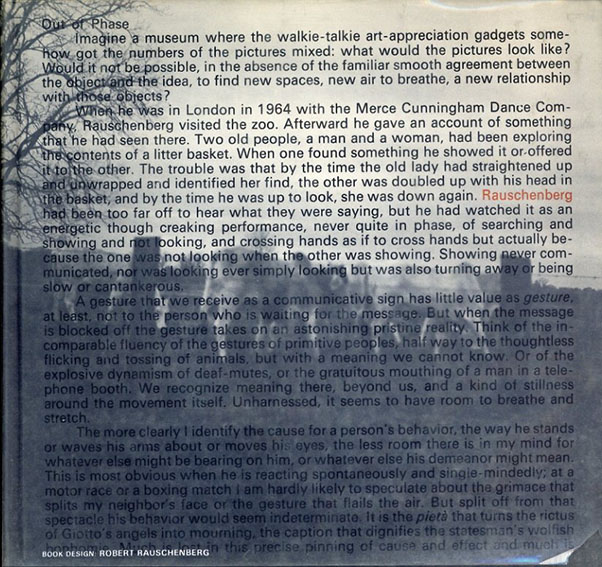 Out of Phase
Imagine a museum where the walkie-talkie art-appreciation gadgets some-
how got the numbers of the pictures mixed: what would the pictures look like?
Would it not be possible, in the absence of the familiar smooth agreement between
the object and the idea, to find new spaces, new air to breathe, a new relationship
with those objects?
When he was in London in 1964 with the Merce Cunningham Dance Com-
pany, Rauschenberg visited the zoo. Afterward he gave an account of something
that he had seen there. Two old people, a man and a woman, had been exploring
the contents of a litter basket. When one found something he showed it or offered
it to the other. The trouble was that by the time the old lady had straightened up
and unwrapped and identified her find, the other was doubled up with his head in
the basket, and by the time he was up to look, she was down again. Rauschenberg
had been too far off to hear what they were saying, but he had watched it as an
energetic though creaking performance, never quite in phase, of searching and
showing and not looking, and crossing hands as if to cross hands but actually be-
cause the one was not looking when the other was showing. Showing never com-
municated, nor was looking ever simply looking but was also turning away or being
slow or cantankerous.
A gesture that we receive as a communicative sign has little value as gesture,
at least, not to the person who is waiting for the message. But when the message
is blocked off the gesture takes on an astonishing pristine reality. Think of the in-
comparable fluency of the gestures of primitive peoples, half way to the thoughtless
flicking and tossing of animals, but with a meaning we cannot know. Or of the
explosive dynamism of deaf-mutes, or the gratuitous mouthing of a man in a tele-
phone booth. We recognize meaning there, beyond us, and a kind of stillness
around the movement itself. Unharnessed, it seems to have room to breathe and
stretch.
The more clearly I identify the cause for a person's behavior, the way he stands
or waves his arms about or moves his eyes, the less room there is in my mind for
whatever else might be bearing on him, or whatever else his demeanor might mean.
This is most obvious when he is reacting spontaneously and single-mindedly; at a
motor race or a boxing match I am hardly likely to speculate about the grimace that
splits my neighbor's face or the gesture that flails the air. But split off from that
spectacle his behavior would seem indeterminate. It is the pietà that turns the rictus
of Giotto's angels into mourning, the caption that dignifies the statesman's wolfish
bonhomie. Much is lost in this precise pinning of cause and effect and much is
BOOK DESIGN ROBERT RAUSCHENBERG